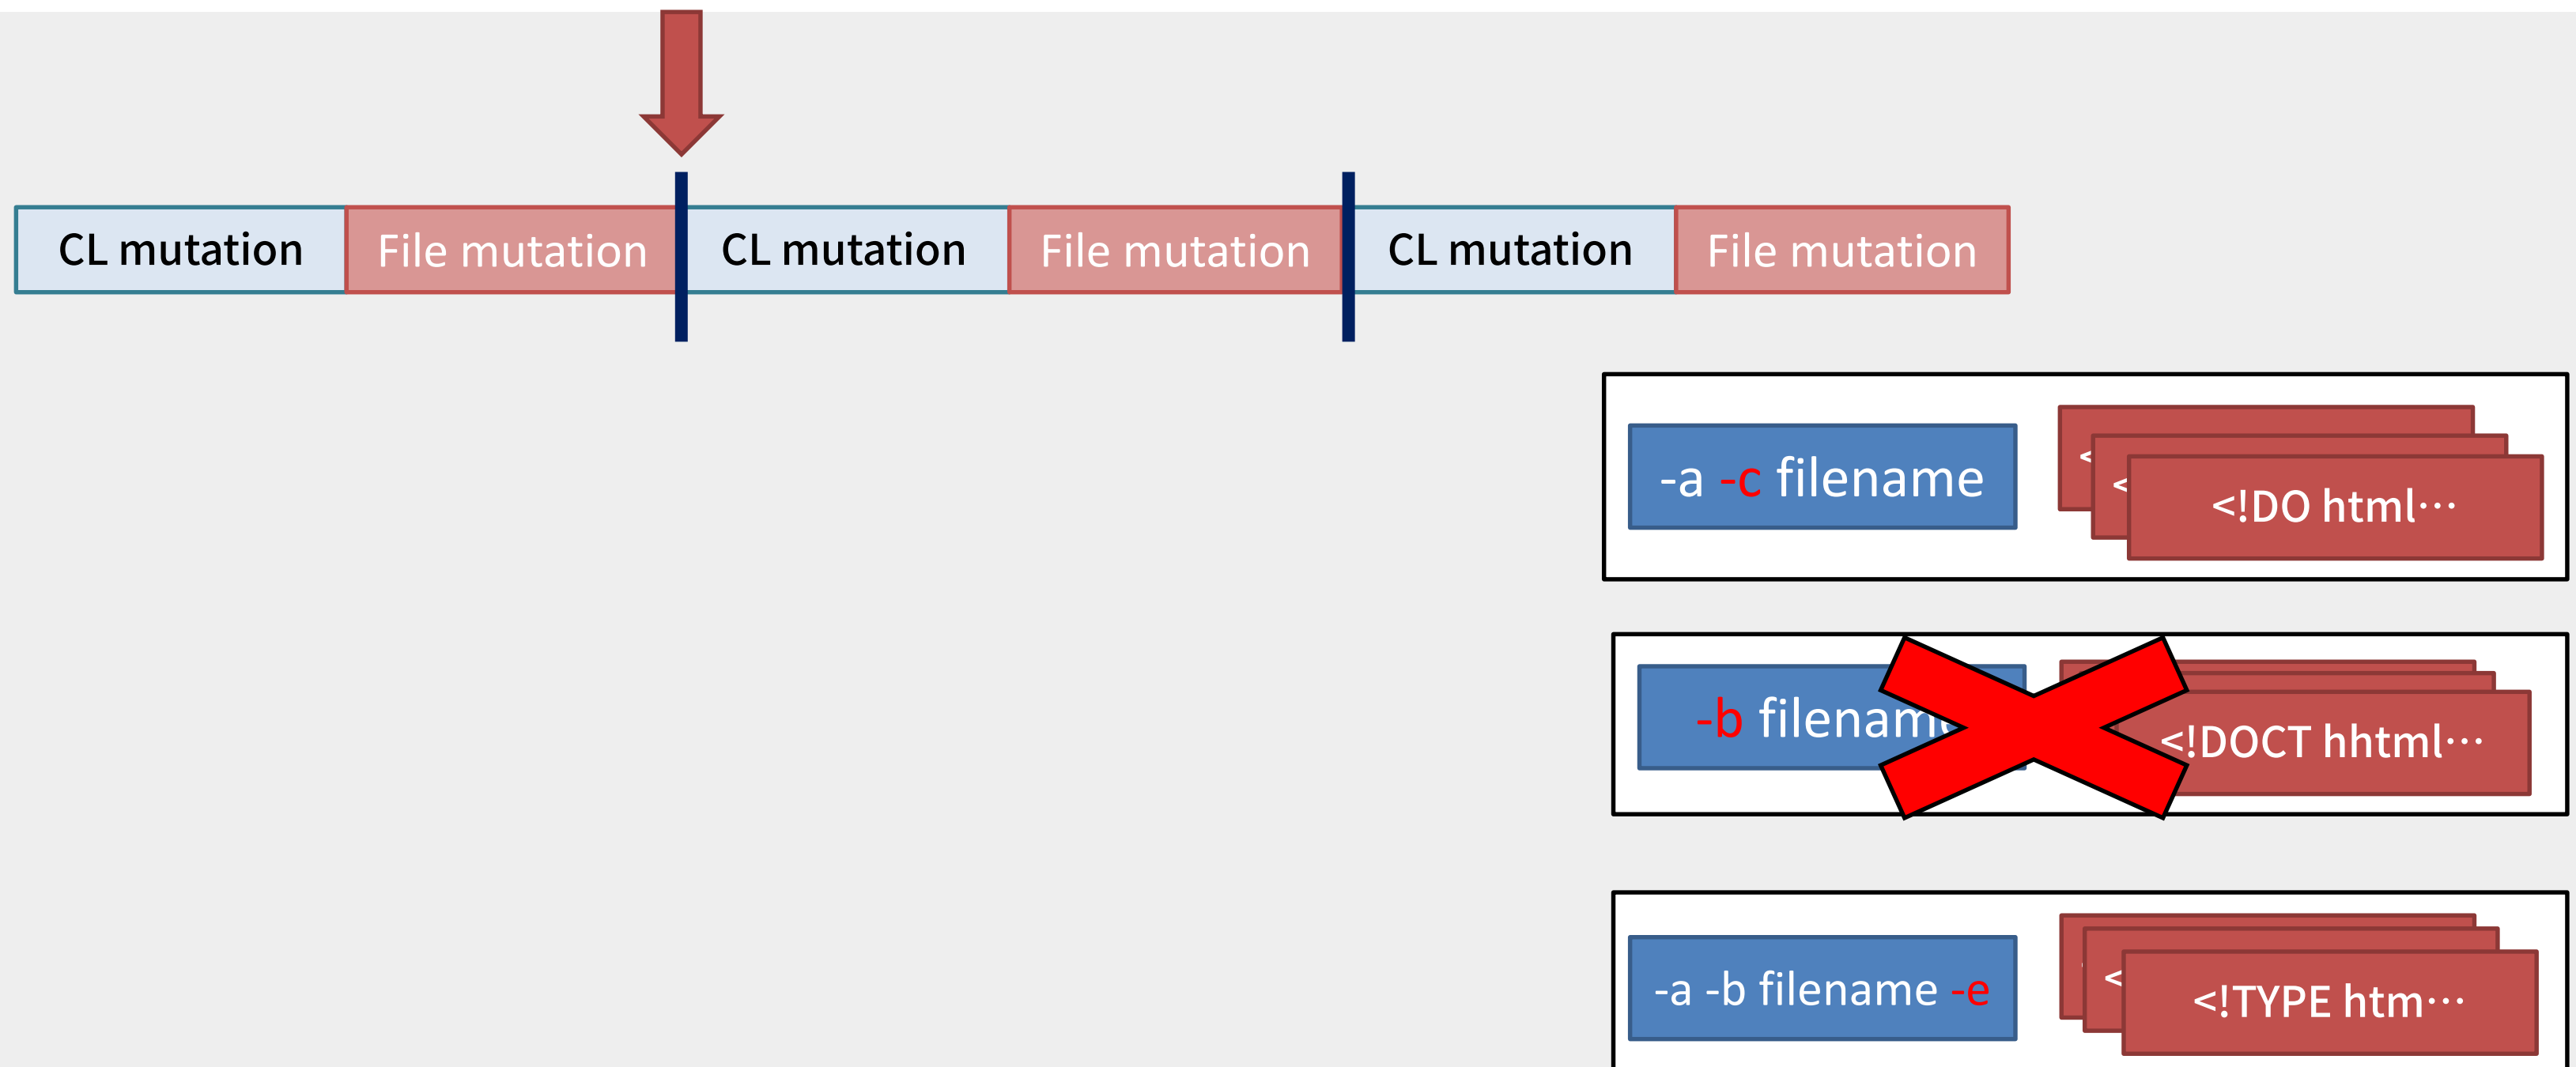 CL mutation File mutation CL mutation File mutation CL mutation File mutation
-a -c filename
<
<
<!DO html…
-b
<!DOCT hhtml…
-a -b filename -e
<
<!TYPE htm…